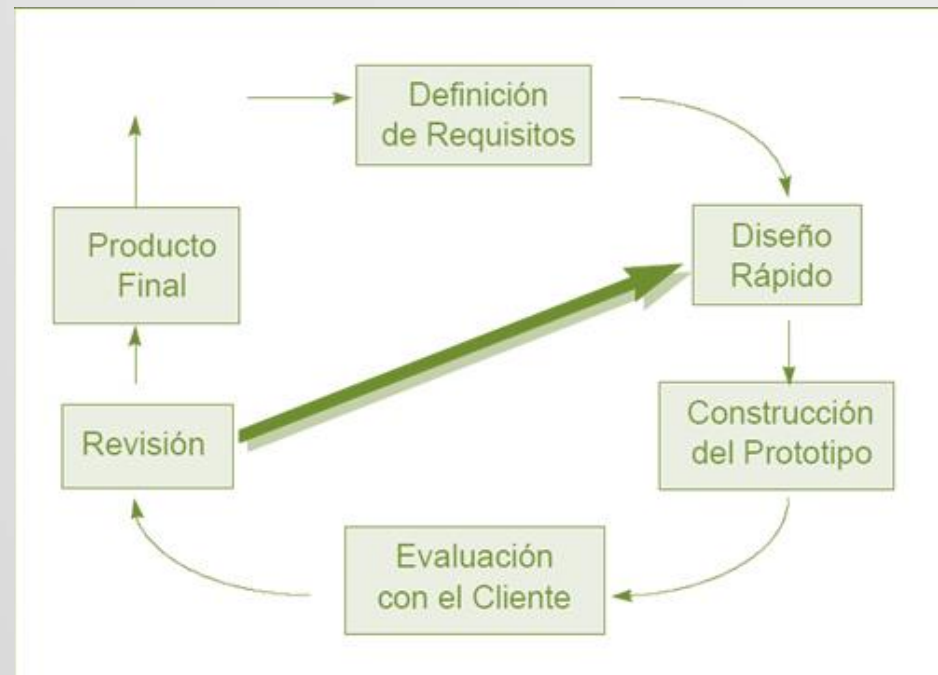 Definición
de Requisitos
Diseño
Rápido
Construcción
del Prototipo
Evaluación
con el Cliente
Revisión
Producto
Final